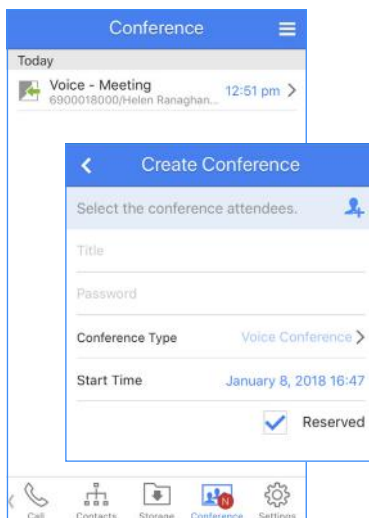 Conference
Today
Voice - Meeting
12:51 pm
6900018000/Helen Ranaghan...
Create Conference
Select the conference attendees.
Title
Password
Conference Type Voice Conference
Start Time January 8, 2018 16:47
Reserved
N
Call Contacts Storage Conference Settings